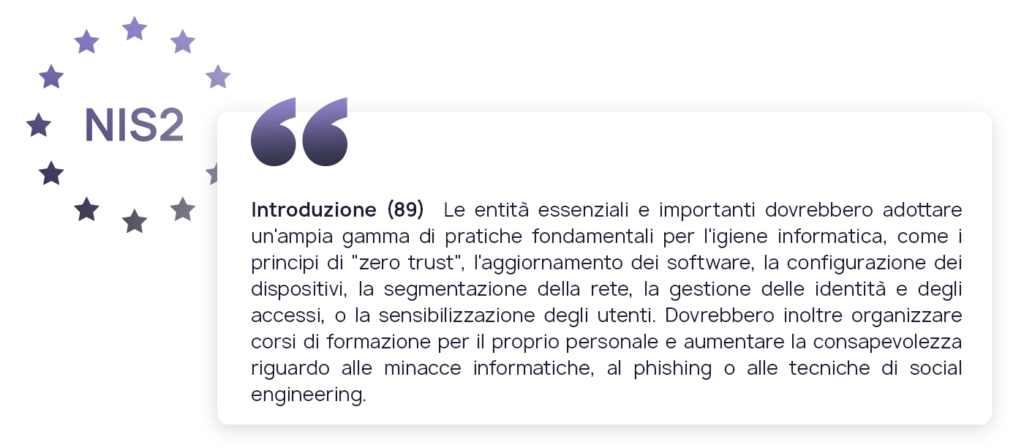 NIS2
Introduzione (89) Le entità essenziali e importanti dovrebbero adottare
un'ampia gamma di pratiche fondamentali per l'igiene informatica, come i
principi di "zero trust", l'aggiornamento dei software, la configurazione dei
dispositivi, la segmentazione della rete, la gestione delle identità e degli
accessi, o la sensibilizzazione degli utenti. Dovrebbero inoltre organizzare
corsi di formazione per il proprio personale e aumentare la consapevolezza
riguardo alle minacce informatiche, al phishing o alle tecniche di social
engineering.